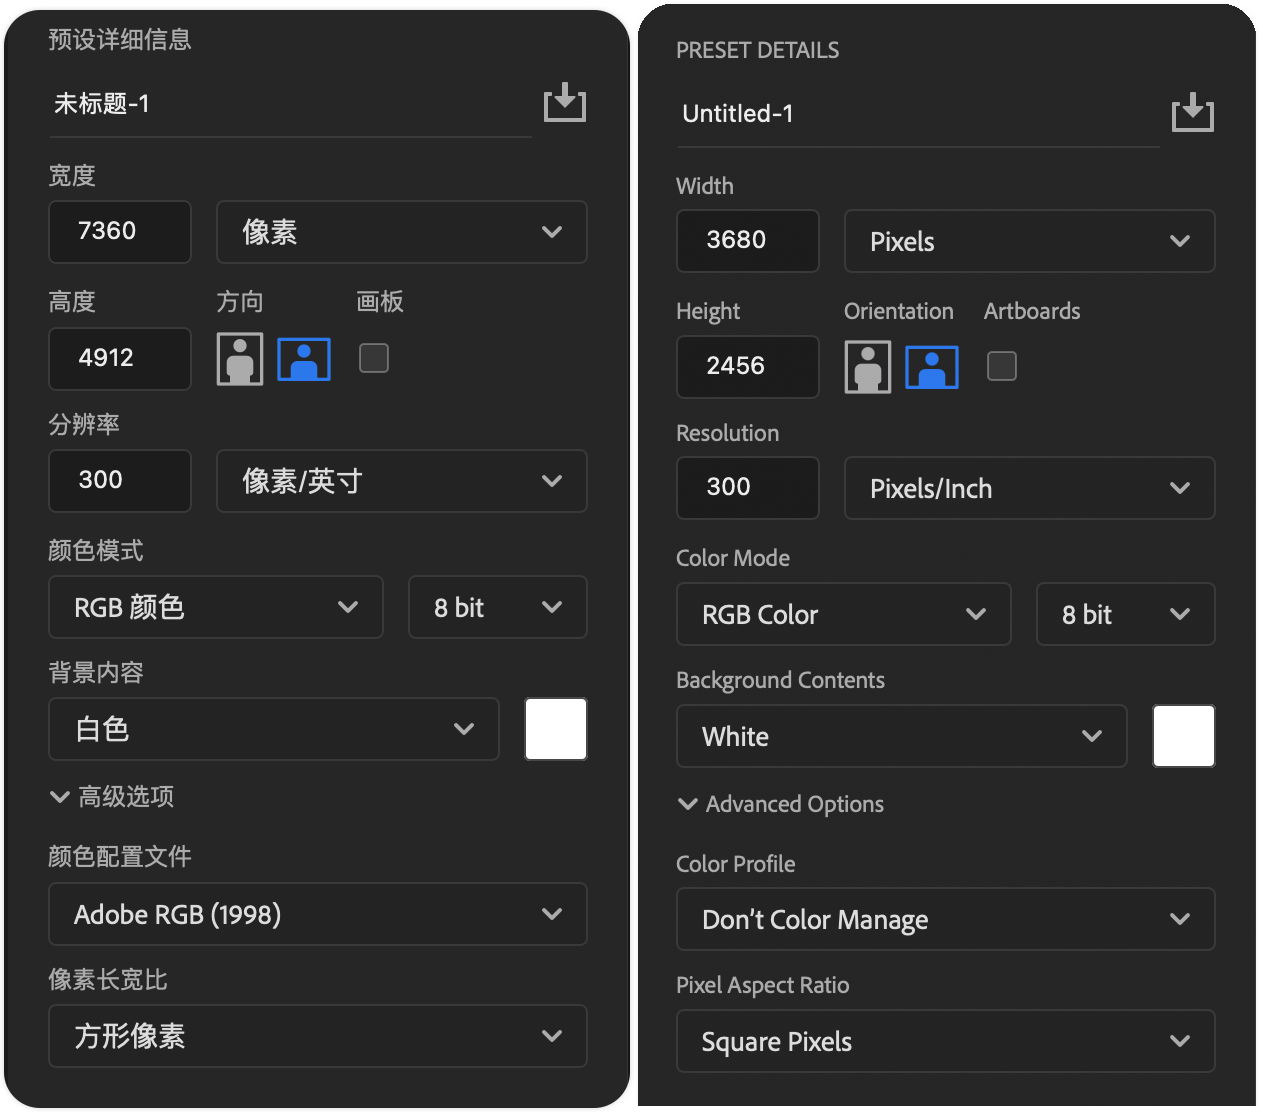 预设详细信息
未标题-1
宽度
7360 像素
高度 方向 画板
4912
分辨率
300 像素/英寸
颜色模式
RGB 颜色 8 bit
背景内容
白色
高级选项
颜色配置文件
Adobe RGB (1998)
像素长宽比
方形像素
PRESET DETAILS
Untitled-1
Width
3680 Pixels
Height Orientation Artboards
2456
Resolution
300 Pixels/Inch
Color Mode
RGB Color 8 bit
Background Contents
White
Advanced Options
Color Profile
Don’t Color Manage
Pixel Aspect Ratio
Square Pixels